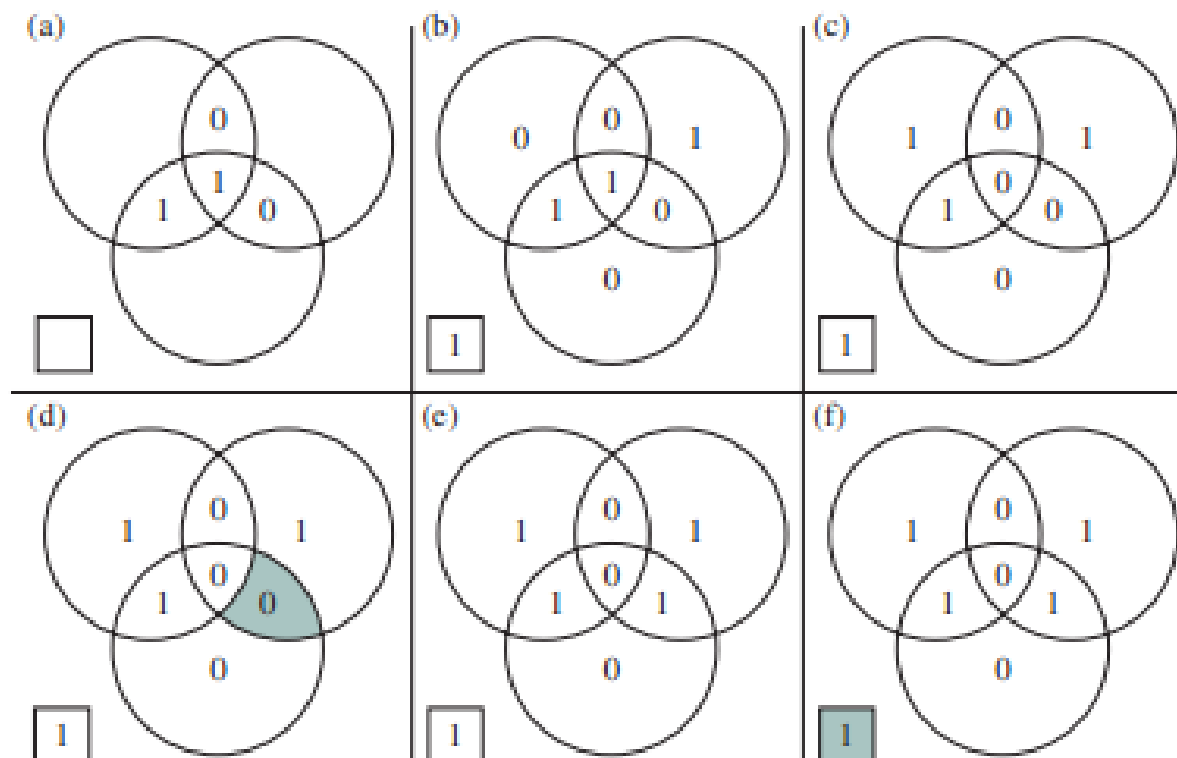 (a) (b) (c)
0 0 0
0 1 1 1
1 1 0
1 0 1 0 1 0
0 0
1 1
(d) (e) (f)
0 0 0
1 1 1 1 1 1
0 0 0
1 0 1 1 1 1
0 0 0
1 1 1